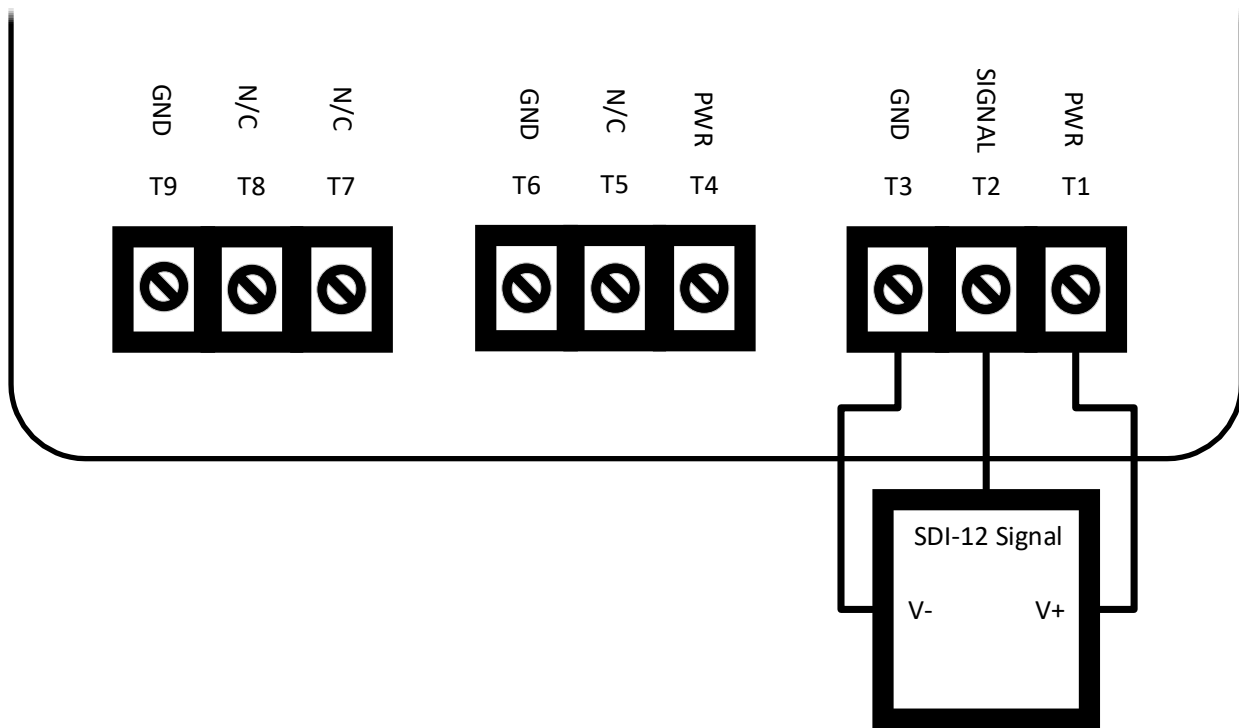 GND N/C N/C GND N/C PWR GND SIGNAL PWR
T9 T8 T7 T6 T5 T4 T3 T2 T1
SDI-12 Signal
V- V+